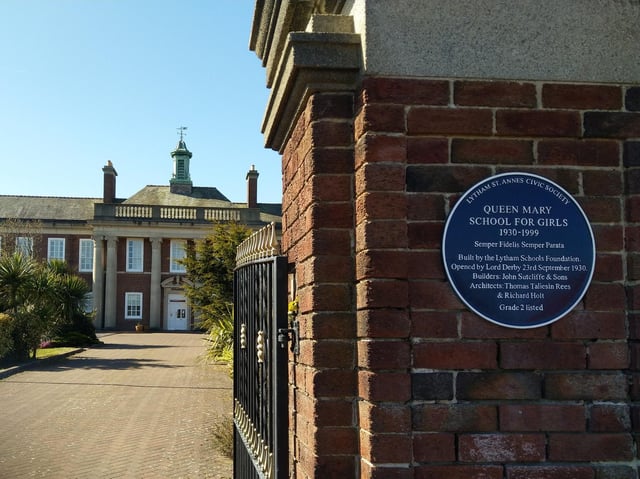 LYTHAM ST. ANNES CIVIC SOCIETY
QUEEN MARY
SCHOOL FOR GIRLS
1930-1999
Semper Fidelis Semper Parata
Built by the Lytham Schools Foundation.
Opened by Lord Derby 23rd September 1930.
Builders: John Sutcliffe & Sons
Architects: Thomas Taliesin Rees
& Richard Holt
Grade 2 listed